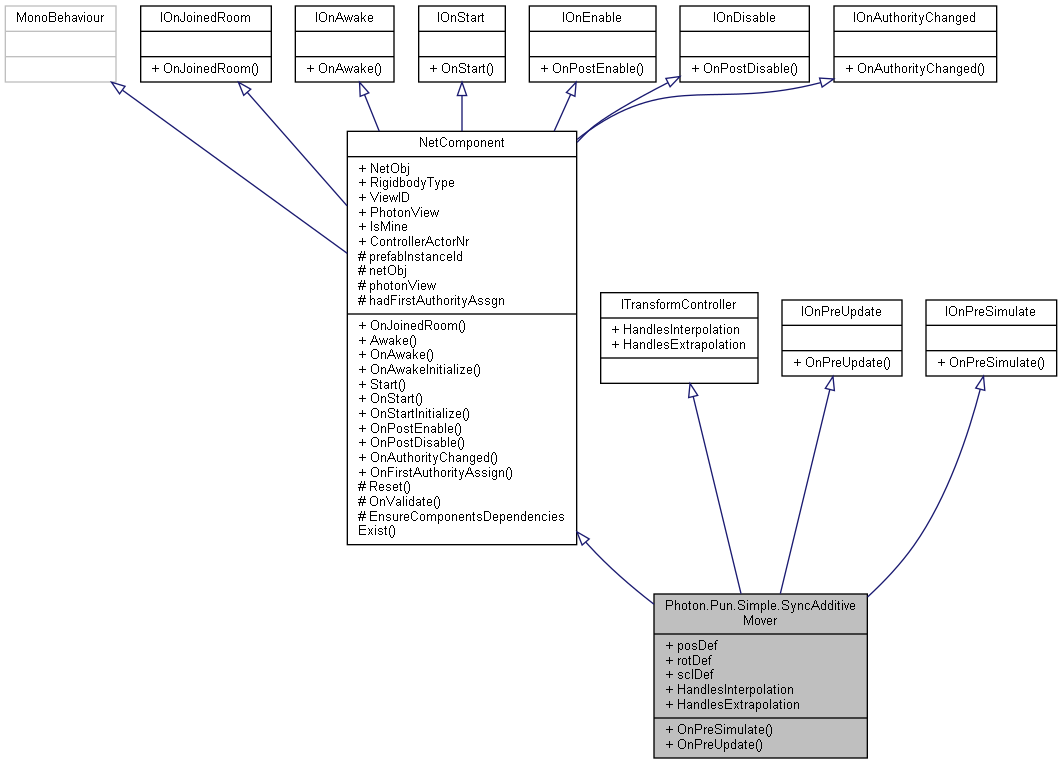 MonoBehaviour
IOnJoinedRoom
+ OnJoinedRoom()
IOnAwake
+ OnAwake()
IOnStart
+ OnStart()
IOnEnable
+ OnPostEnable()
IOnDisable
+ OnPostDisable()
IOnAuthorityChanged
+ OnAuthorityChanged()
NetComponent
+ NetObj
+ RigidbodyType
+ ViewID
+ PhotonView
+ IsMine
+ ControllerActorNr
# prefabInstanceId
# netObj
# photonView
# hadFirstAuthorityAssgn
+ OnJoinedRoom()
+ Awake()
+ OnAwake()
+ OnAwakeInitialize()
+ Start()
+ OnStart()
+ OnStartInitialize()
+ OnPostEnable()
+ OnPostDisable()
+ OnAuthorityChanged()
+ OnFirstAuthorityAssign()
# Reset()
# OnValidate()
# EnsureComponentsDependencies
Exist()
ITransformController
+ HandlesInterpolation
+ HandlesExtrapolation
IOnPreUpdate
+ OnPreUpdate()
IOnPreSimulate
+ OnPreSimulate()
Photon.Pun.Simple.SyncAdditive
Mover
+ posDef
+ rotDef
+ sclDef
+ HandlesInterpolation
+ HandlesExtrapolation
+ OnPreSimulate()
+ OnPreUpdate()